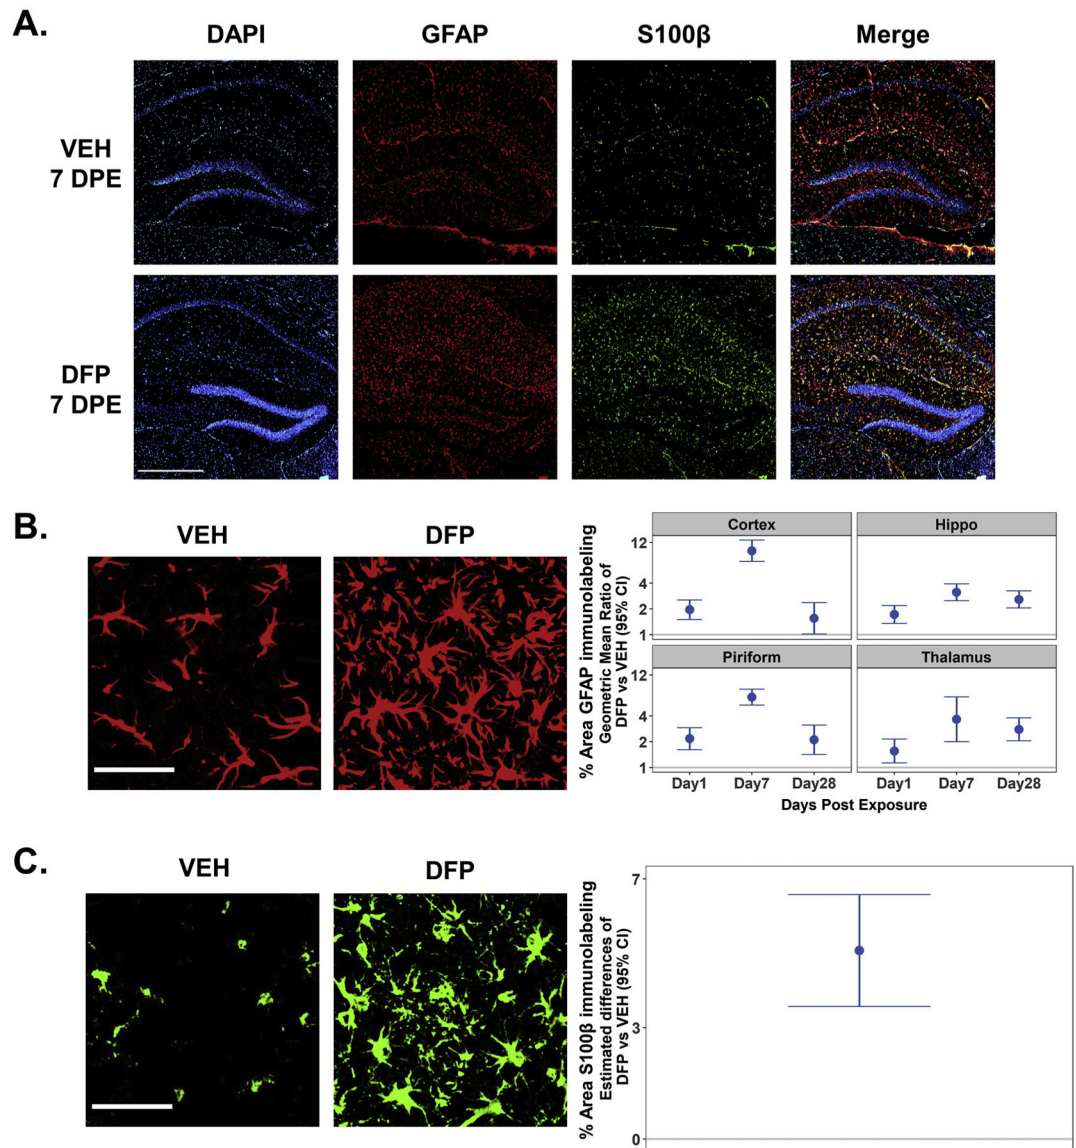 A.
DAPI GFAP S100β Merge
VEH
7 DPE
DFP
7 DPE
B.
VEH DFP
% Area GFAP immunolabeling
Geometric Mean Ratio of
DFP vs VEH (95% CI)
Cortex Hippo
12
4
2
1
Piriform Thalamus
12
4
2
1
Day1 Day7 Day28 Day1 Day7 Day28
Days Post Exposure
C.
VEH DFP
% Area S100β immunolabeling
Estimated differences of
DFP vs VEH (95% CI)
7
3
0